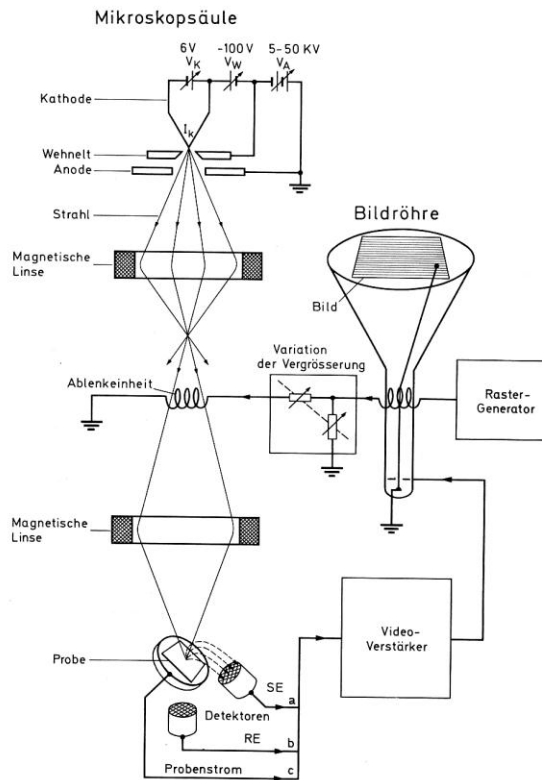 Mikroskopsäule
6V
V_K
-100 V
V_W
5-50 KV
V_A
Kathode
I_K
Wehnelt
Anode
Strahl
Bildröhre
Magnetische
Linse
Bild
Variation
der Vergrösserung
Ablenkeinheit
Raster-
Generator
Magnetische
Linse
Video-
Verstärker
Probe
SE
a
Detektoren
RE
b
Probenstrom
c